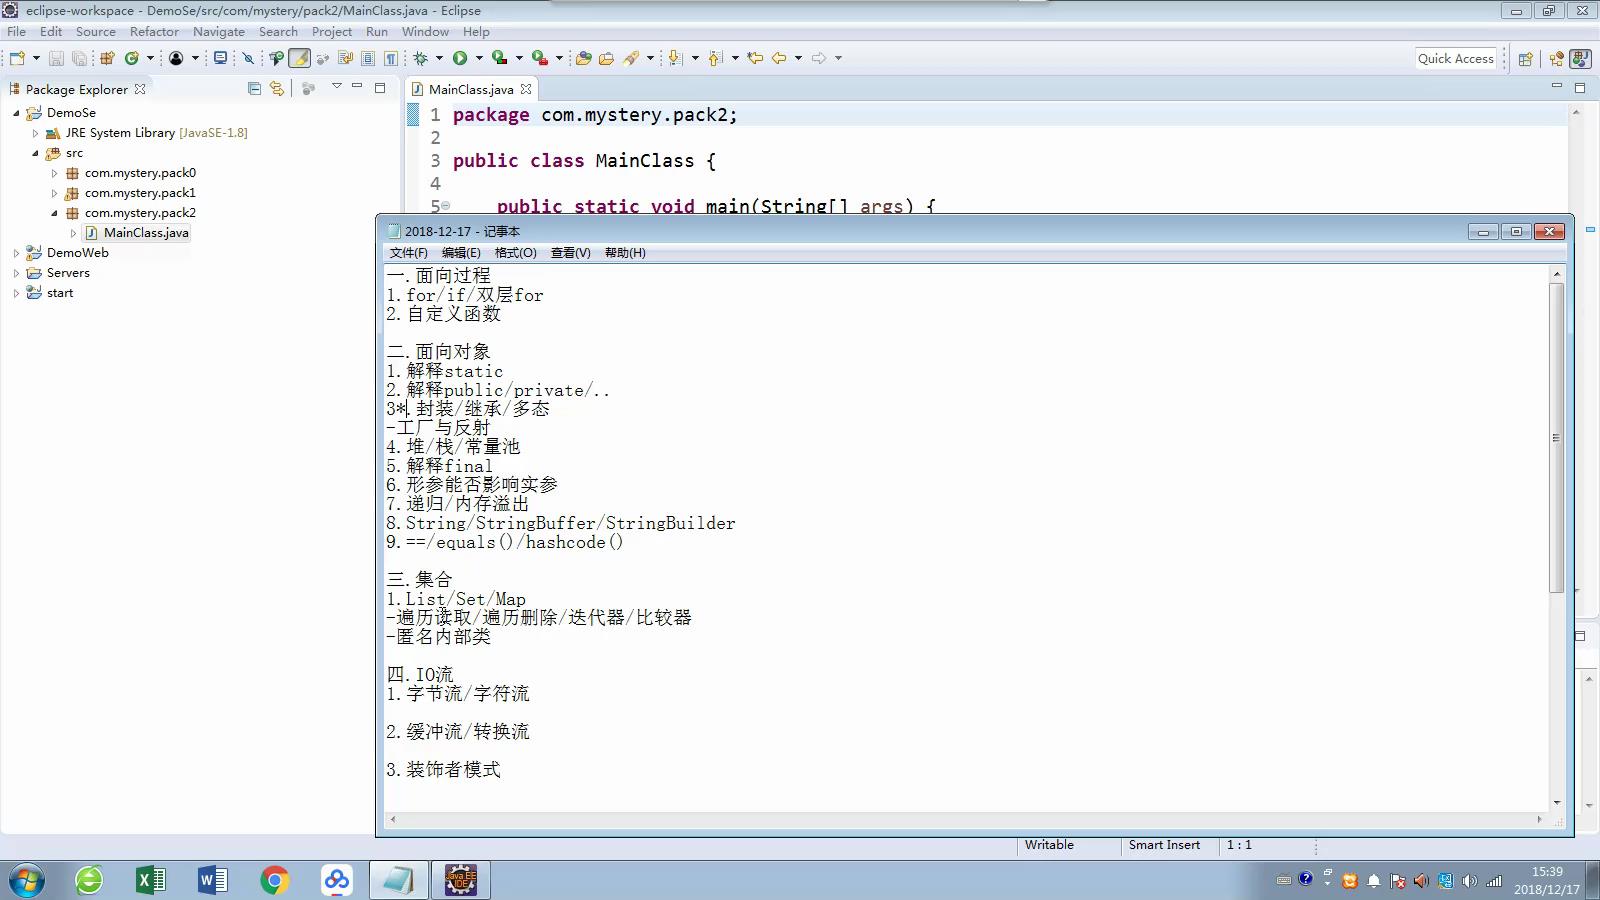 eclipse-workspace - DemoSe/src/com/mystery/pack2/MainClass.java - Eclipse
File Edit Source Refactor Navigate Search Project Run Window Help
Quick Access
Package Explorer
MainClass.java
DemoSe
JRE System Library [JavaSE-1.8]
src
com.mystery.pack0
com.mystery.pack1
com.mystery.pack2
MainClass.java
DemoWeb
Servers
start
1 package com.mystery.pack2;
2
3 public class MainClass {
4
5 public static void main(String[] args) {
2018-12-17 - 记事本
文件(F) 编辑(E) 格式(O) 查看(V) 帮助(H)
一.面向过程
1.for/if/双层for
2.自定义函数
二.面向对象
1.解释static
2.解释public/private/..
3*.封装/继承/多态
-工厂与反射
4.堆/栈/常量池
5.解释final
6.形参能否影响实参
7.递归/内存溢出
8.String/StringBuffer/StringBuilder
9.==/equals()/hashcode()
三.集合
1.List/Set/Map
-遍历读取/遍历删除/迭代器/比较器
-匿名内部类
四.IO流
1.字节流/字符流
2.缓冲流/转换流
3.装饰者模式
Writable Smart Insert 1 : 1
Java EE IDE
15:39
2018/12/17